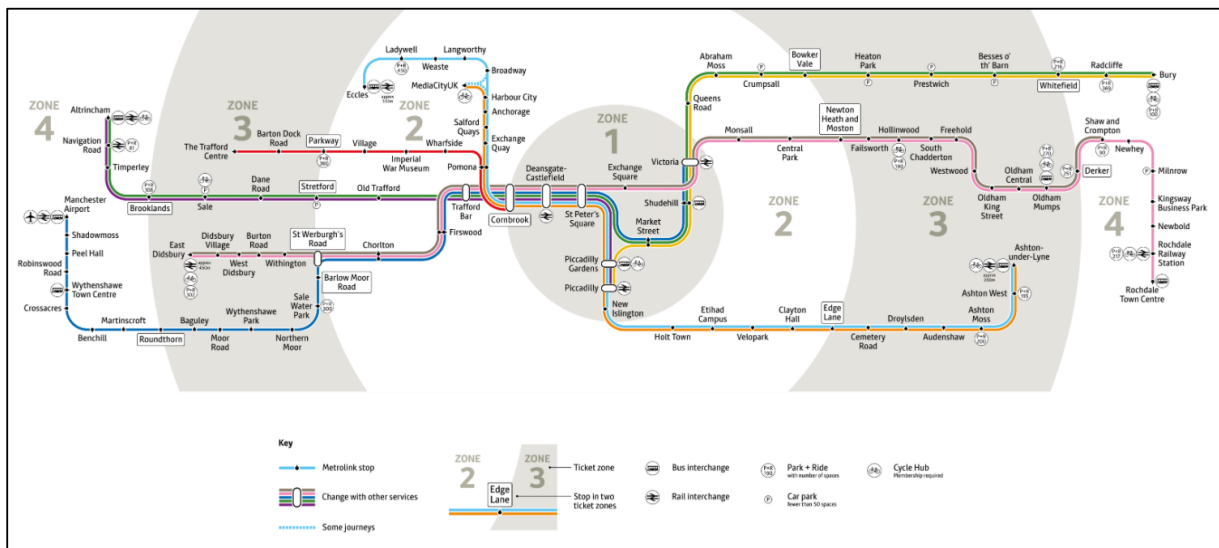 ZONE
4
Altrincham
Navigation
Road
P+R
81
Timperley
P+R
Brooklands
Manchester
Airport
Shadowmoss
Peel Hall
Robinswood
Road
Wythenshawe
Town Centre
Crossacres
Benchill
Martinscroft
Roundthorn
Baguley
Moor
Road
Wythenshawe
Park
Northern
Moor
Sale
Water
Park
P+R
300
Barlow Moor
Road
St Werburgh's
Road
ZONE
3
The Trafford
Centre
Barton Dock
Road
Parkway
P+R
Village
Imperial
War Museum
Wharfside
Pomona
P
Sale
Dane
Road
Stretford
P
Old Trafford
East
Didsbury
approx
P+R
Didsbury
Village
West
Didsbury
Burton
Road
Withington
Chorlton
Firswood
Trafford
Bar
Cornbrook
ZONE
2
Eccles
approx
Ladywell
P+R
Weaste
Langworthy
Broadway
MediaCityUK
Harbour
City
Anchorage
Salford
Quays
Exchange
Quay
ZONE
1
Deansgate-
Castlefield
St Peter's
Square
Exchange
Square
Victoria
Shudehill
Market
Street
Piccadilly
Gardens
Piccadilly
New
Islington
Queens
Road
Abraham
Moss
P
Crumpsall
Bowker
Vale
Heaton
Park
P
P
Prestwich
Besses o'
th' Barn
P
P+R
Whitefield
Radcliffe
P+R
Bury
P+R
Monsall
Central
Park
Newton
Heath and
Moston
Failsworth
Hollinwood
P+R
South
Chadderton
Freehold
Westwood
Oldham
King
Street
Oldham
Central
P+R
Oldham
Mumps
P+R
Derker
Shaw and
Crompton
P+R
Newhey
P
Milnrow
Kingsway
Business Park
Newbold
P+R
Rochdale
Railway
Station
Rochdale
Town Centre
ZONE
2
ZONE
3
ZONE
4
Holt Town
Etihad
Campus
Velopark
Clayton
Hall
Edge
Lane
Cemetery
Road
Droylsden
Audenshaw
Ashton
Moss
P+R
200
Ashton West
P+R
Ashton-
under-Lyne
approx
Key
Metrolink stop
Change with other services
Some journeys
ZONE
2
ZONE
3
Edge
Lane
Ticket zone
Stop in two
ticket zones
Bus interchange
Rail interchange
P+R
100
Park + Ride
with number of spaces
P
Car park
fewer than 50 spaces
Cycle Hub
Membership required